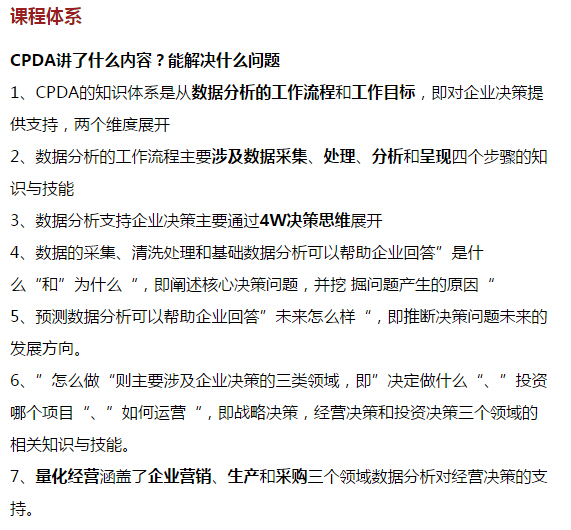 课程体系
CPDA讲了什么内容？能解决什么问题
1、CPDA的知识体系是从数据分析的工作流程和工作目标，即对企业决策提
供支持，两个维度展开
2、数据分析的工作流程主要涉及数据采集、处理、分析和呈现四个步骤的知
识与技能
3、数据分析支持企业决策主要通过4W决策思维展开
4、数据的采集、清洗处理和基础数据分析可以帮助企业回答”是什
么“和”为什么“，即阐述核心决策问题，并挖 掘问题产生的原因“
5、预测数据分析可以帮助企业回答”未来怎么样“，即推断决策问题未来的
发展方向。
6、”怎么做“则主要涉及企业决策的三类领域，即”决定做什么“、”投资
哪个项目“、”如何运营“，即战略决策，经营决策和投资决策三个领域的
相关知识与技能。
7、量化经营涵盖了企业营销、生产和采购三个领域数据分析对经营决策的支
持。